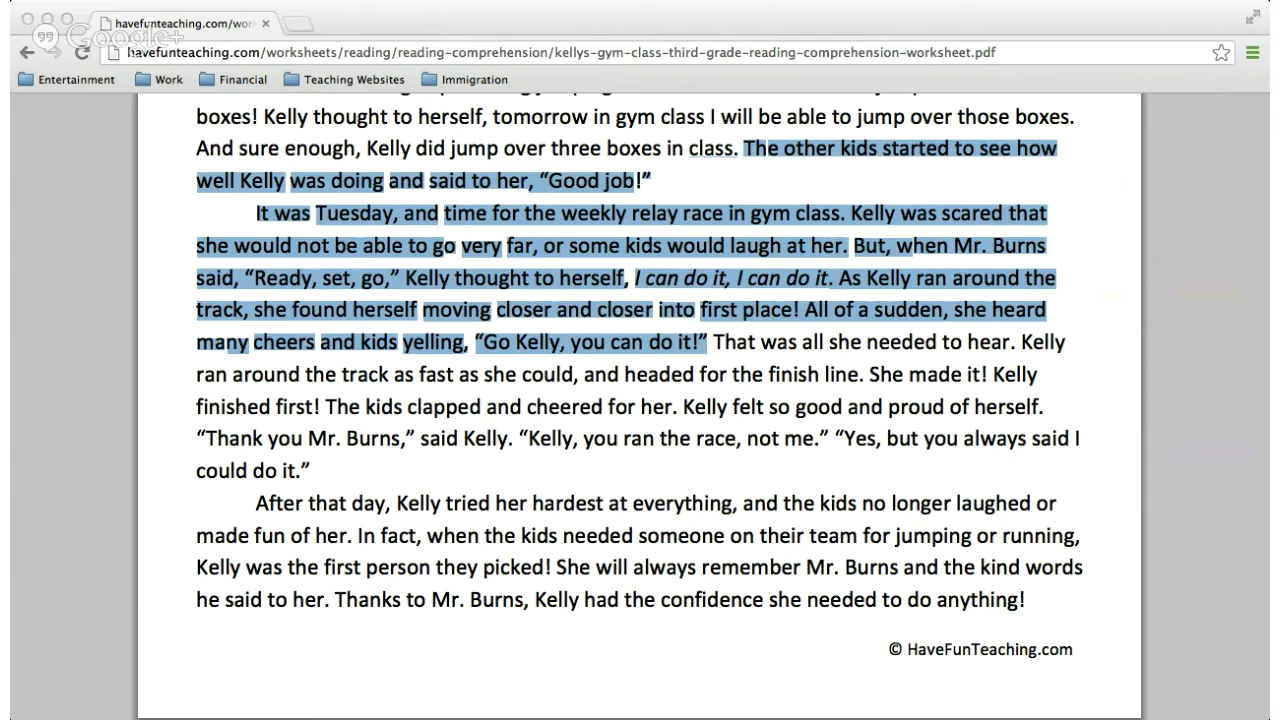 havefunteaching.com/wor
Google+
havefunteaching.com/worksheets/reading/reading-comprehension/kellys-gym-class-third-grade-reading-comprehension-worksheet.pdf
Entertainment Work Financial Teaching Websites Immigration
boxes! Kelly thought to herself, tomorrow in gym class I will be able to jump over those boxes.
And sure enough, Kelly did jump over three boxes in class. The other kids started to see how
well Kelly was doing and said to her, “Good job!”
It was Tuesday, and time for the weekly relay race in gym class. Kelly was scared that
she would not be able to go very far, or some kids would laugh at her. But, when Mr. Burns
said, “Ready, set, go,” Kelly thought to herself, I can do it, I can do it. As Kelly ran around the
track, she found herself moving closer and closer into first place! All of a sudden, she heard
many cheers and kids yelling, “Go Kelly, you can do it!” That was all she needed to hear. Kelly
ran around the track as fast as she could, and headed for the finish line. She made it! Kelly
finished first! The kids clapped and cheered for her. Kelly felt so good and proud of herself.
“Thank you Mr. Burns,” said Kelly. “Kelly, you ran the race, not me.” “Yes, but you always said I
could do it.”
After that day, Kelly tried her hardest at everything, and the kids no longer laughed or
made fun of her. In fact, when the kids needed someone on their team for jumping or running,
Kelly was the first person they picked! She will always remember Mr. Burns and the kind words
he said to her. Thanks to Mr. Burns, Kelly had the confidence she needed to do anything!
© HaveFunTeaching.com